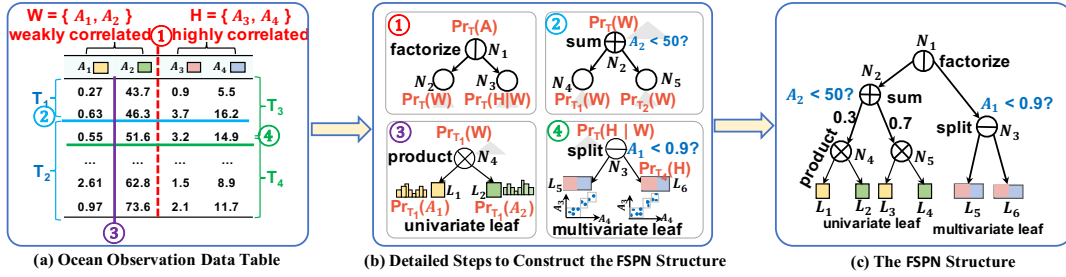 W = { A1, A2 }
H = { A3, A4 }
weakly correlated
1
highly correlated
A1 A2 A3 A4
0.27 43.7 0.9 5.5
0.63 46.3 3.7 16.2
0.55 51.6 3.2 14.9
... ... ... ...
2.61 62.8 1.5 8.9
0.97 73.6 2.1 11.7
T1
2
T2
T3
4
T4
3
(a) Ocean Observation Data Table
1
PrT(A)
factorize
N1
N2
N3
PrT(W)
PrT(H|W)
2
PrT(W)
sum
A2 < 50?
N2
N4
N5
PrT1(W)
PrT2(W)
3
PrT1(W)
product
N4
L1
L2
PrT1(A1)
PrT1(A2)
univariate leaf
4
PrT(H | W)
split
A1 < 0.9?
N3
PrT4(H)
L5
L6
A3
A4
A3
A4
multivariate leaf
(b) Detailed Steps to Construct the FSPN Structure
N1
factorize
N2
A2 < 50?
sum
A1 < 0.9?
0.3
0.7
split
N3
product
N4
N5
L1
L2
L3
L4
L5
L6
univariate leaf
multivariate leaf
(c) The FSPN Structure